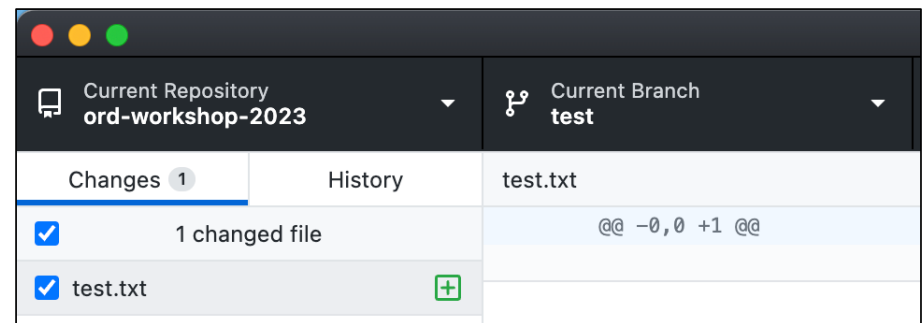 Current Repository
ord-workshop-2023
Current Branch
test
Changes 1
History
test.txt
1 changed file
@@ -0,0 +1 @@
test.txt